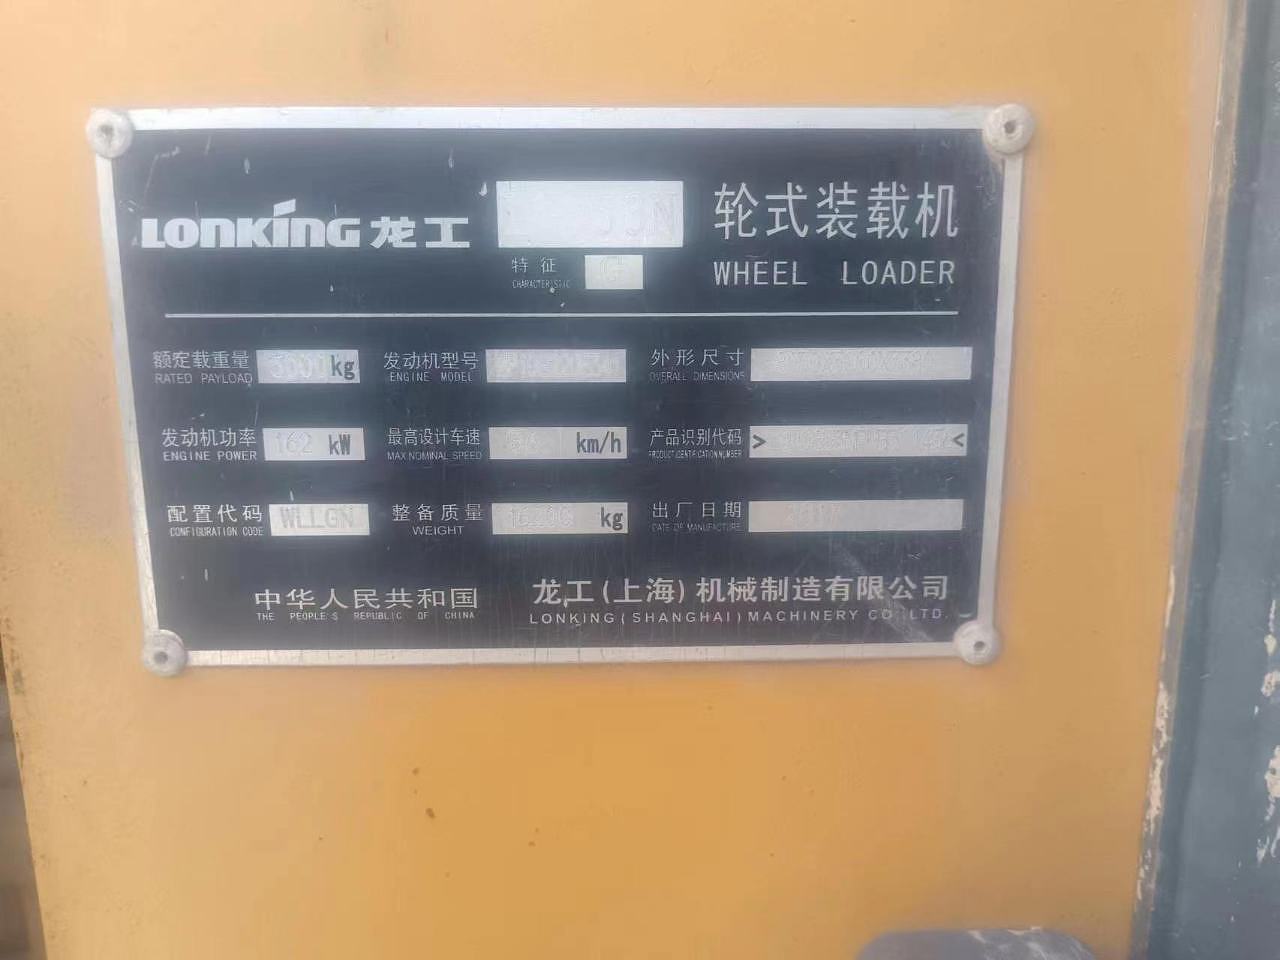 LONKING 龙工
轮式装载机
WHEEL LOADER
特征 G
CHARACTERISTIC
额定载重量 kg
RATED PAYLOAD
发动机型号
ENGINE MODEL
外形尺寸
OVERALL DIMENSIONS
发动机功率 162 kW
ENGINE POWER
最高设计车速 km/h
MAX NOMINAL SPEED
产品识别代码 > <
PRODUCT IDENTIFICATION NUMBER
配置代码 WLLGN
CONFIGURATION CODE
整备质量 kg
WEIGHT
出厂日期
DATE OF MANUFACTURE
中华人民共和国
THE PEOPLE'S REPUBLIC OF CHINA
龙工(上海)机械制造有限公司
LONKING(SHANGHAI)MACHINERY CO.,LTD.